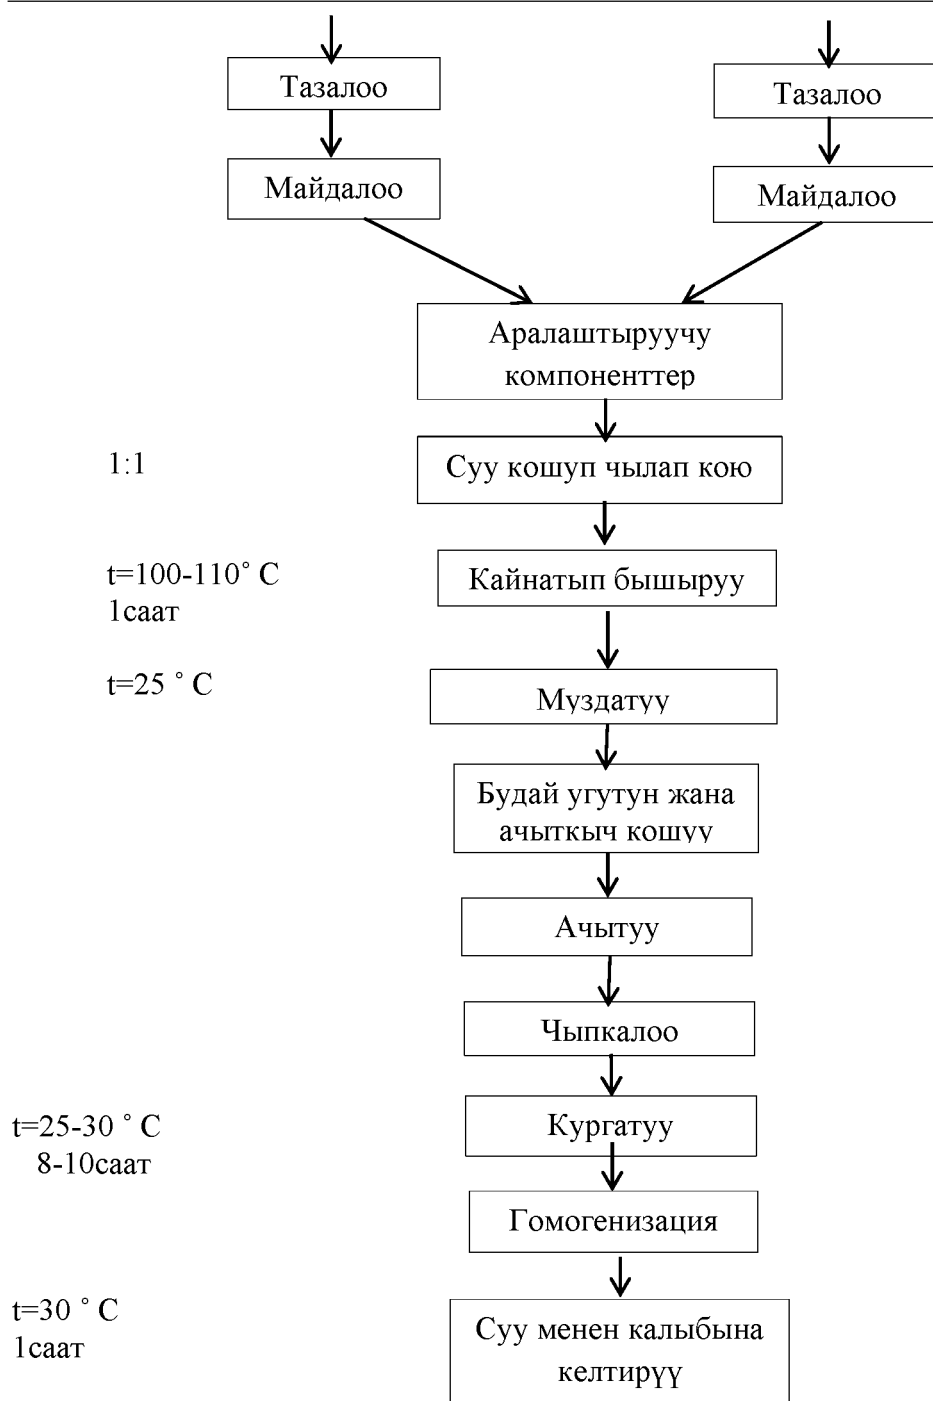 Тазалоо
Тазалоо
Майдалоо
Майдалоо
Аралаштыруучу
компоненттер
1:1
Суу кошуп чылап кою
t=100-110° C
1саат
Кайнатып бышыруу
t=25 ° C
Муздатуу
Будай угутун жана
ачыткыч кошуу
Ачытуу
Чыпкалоо
t=25-30 ° C
8-10саат
Кургатуу
Гомогенизация
t=30 ° C
1саат
Суу менен калыбына
келтирүү